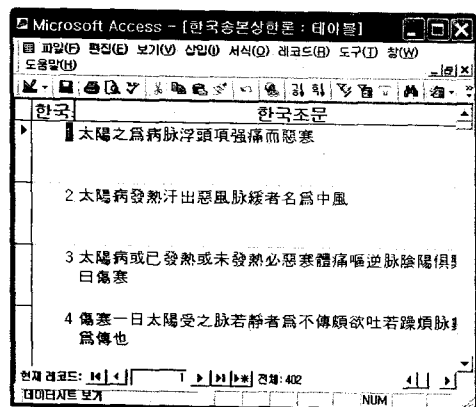 Microsoft Access - [한국송본상한론 : 테이블]
파일(F) 편집(E) 보기(V) 삽입(I) 서식(O) 레코드(R) 도구(T) 창(W)
도움말(H)
한국 한국조문
1 太陽之爲病脉浮頭項强痛而惡寒
2 太陽病發熱汗出惡風脉緩者名爲中風
3 太陽病或已發熱或未發熱必惡寒體痛嘔逆脉陰陽俱
曰傷寒
4 傷寒一日太陽受之脉若靜者爲不傳頗欲吐若躁煩脉
爲傳也
현재 레코드: 1 전체: 402
데이터시트 보기 NUM